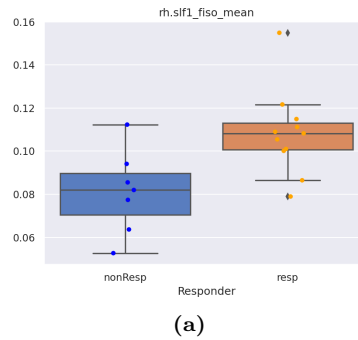 rh.slf1_fiso_mean
0.16
0.14
0.12
0.10
0.08
0.06
nonResp
resp
Responder
(a)